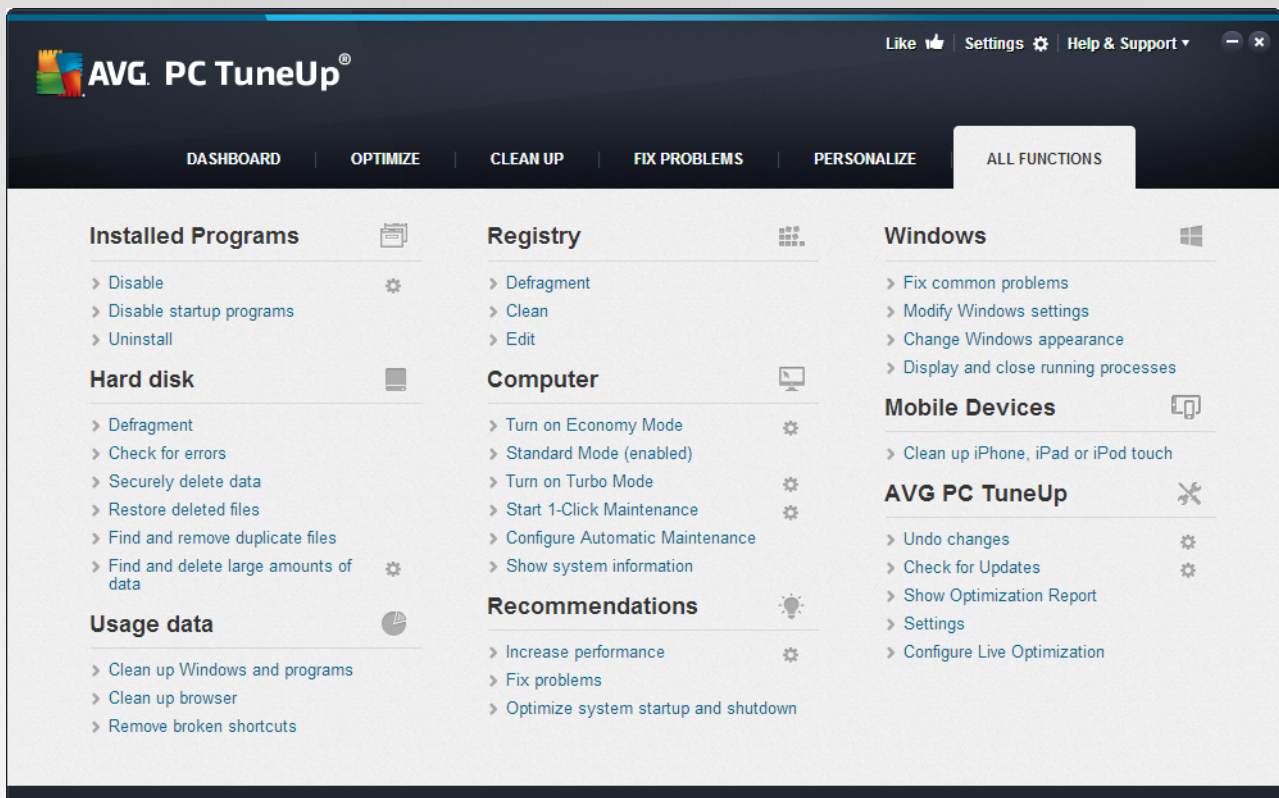 Like
Settings
Help & Support
AVG. PC TuneUp®
DASHBOARD
OPTIMIZE
CLEAN UP
FIX PROBLEMS
PERSONALIZE
ALL FUNCTIONS
Installed Programs
Disable
Disable startup programs
Uninstall
Hard disk
Defragment
Check for errors
Securely delete data
Restore deleted files
Find and remove duplicate files
Find and delete large amounts of
data
Usage data
Clean up Windows and programs
Clean up browser
Remove broken shortcuts
Registry
Defragment
Clean
Edit
Computer
Turn on Economy Mode
Standard Mode (enabled)
Turn on Turbo Mode
Start 1-Click Maintenance
Configure Automatic Maintenance
Show system information
Recommendations
Increase performance
Fix problems
Optimize system startup and shutdown
Windows
Fix common problems
Modify Windows settings
Change Windows appearance
Display and close running processes
Mobile Devices
Clean up iPhone, iPad or iPod touch
AVG PC TuneUp
Undo changes
Check for Updates
Show Optimization Report
Settings
Configure Live Optimization